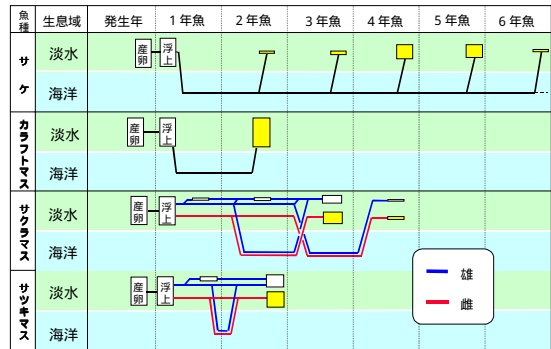 魚種 生息域 発生年 1年魚 2年魚 3年魚 4年魚 5年魚 6年魚
サケ 淡水 産卵 浮上
海洋
カラフトマス 淡水 産卵 浮上
海洋
サクラマス 淡水 産卵 浮上
海洋
サツキマス 淡水 産卵 浮上
海洋
雄
雌